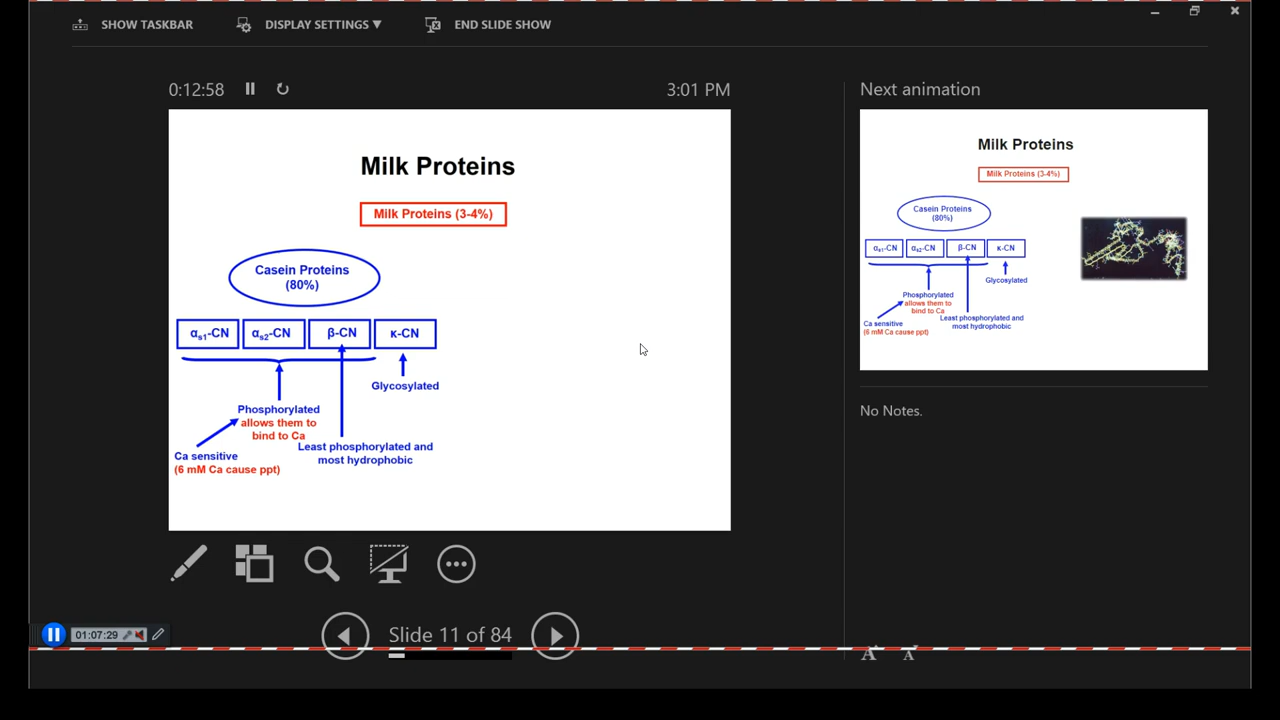 SHOW TASKBAR
DISPLAY SETTINGS ▼
END SLIDE SHOW
0:12:58
3:01 PM
Milk Proteins
Milk Proteins (3-4%)
Casein Proteins
(80%)
αs1-CN
αs2-CN
β-CN
κ-CN
Glycosylated
Phosphorylated
allows them to
bind to Ca
Ca sensitive
(6 mM Ca cause ppt)
Least phosphorylated and
most hydrophobic
Next animation
Milk Proteins
Milk Proteins (3-4%)
Casein Proteins
(80%)
αs1-CN
αs2-CN
β-CN
κ-CN
Glycosylated
Phosphorylated
allows them to
bind to Ca
Ca sensitive
(6 mM Ca cause ppt)
Least phosphorylated and
most hydrophobic
No Notes.
Slide 11 of 84
01:07:29
A
A